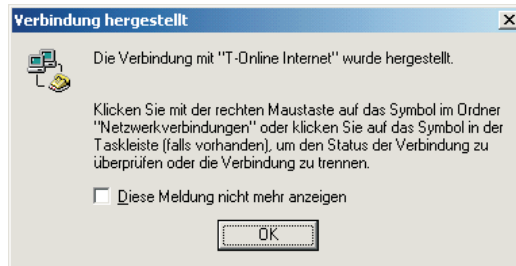 Verbindung hergestellt
Die Verbindung mit "T-Online Internet" wurde hergestellt.
Klicken Sie mit der rechten Maustaste auf das Symbol im Ordner
"Netzwerkverbindungen" oder klicken Sie auf das Symbol in der
Taskleiste (falls vorhanden), um den Status der Verbindung zu
überprüfen oder die Verbindung zu trennen.
Diese Meldung nicht mehr anzeigen
OK